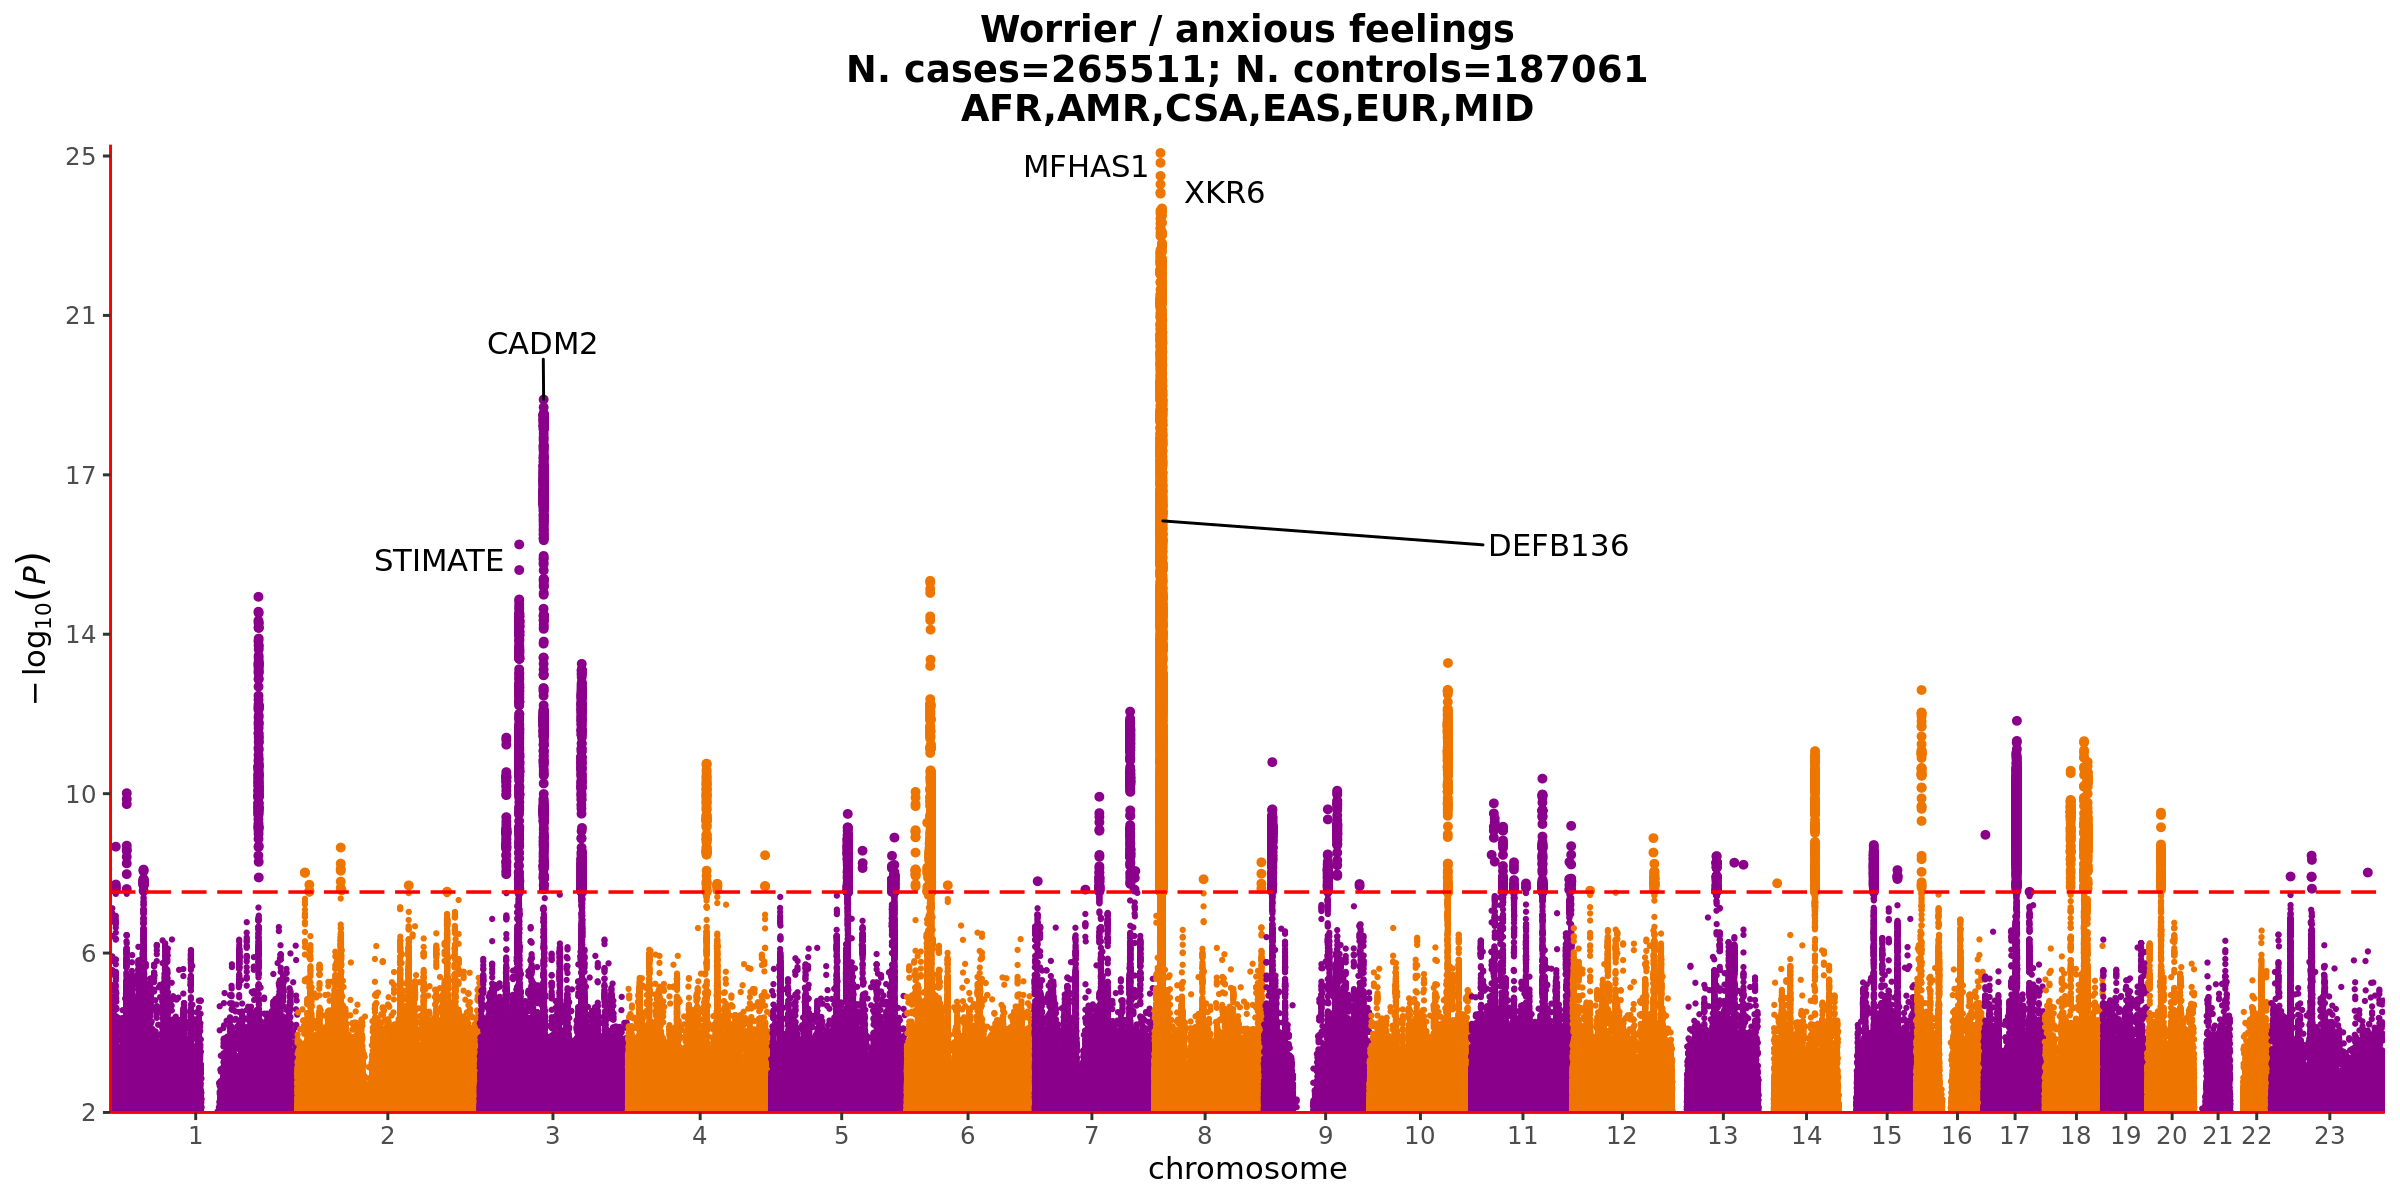 Worrier / anxious feelings
N. cases=265511; N. controls=187061
AFR,AMR,CSA,EAS,EUR,MID
25
MFHAS1
XKR6
21
CADM2
17
STIMATE
DEFB136
−log10(P)
14
10
6
2
1 2 3 4 5 6 7 8 9 10 11 12 13 14 15 16 17 18 19 20 21 22 23
chromosome